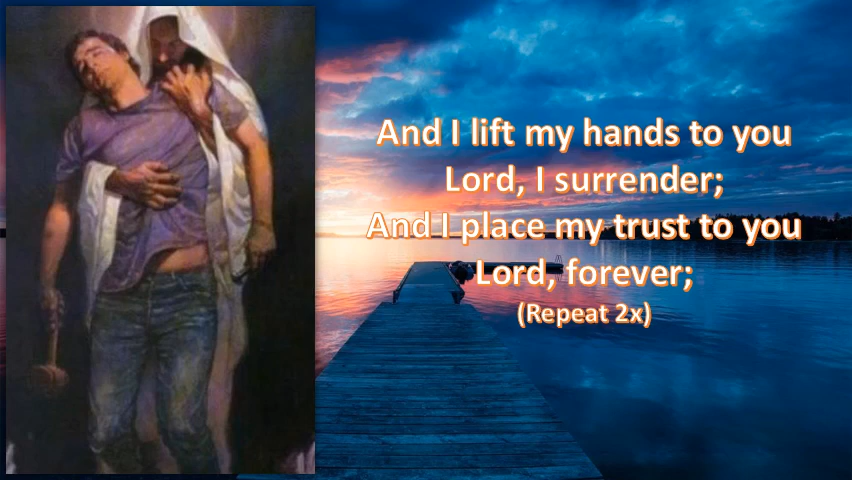 And I lift my hands to you
Lord, I surrender;
And I place my trust to you
Lord, forever;
(Repeat 2x)